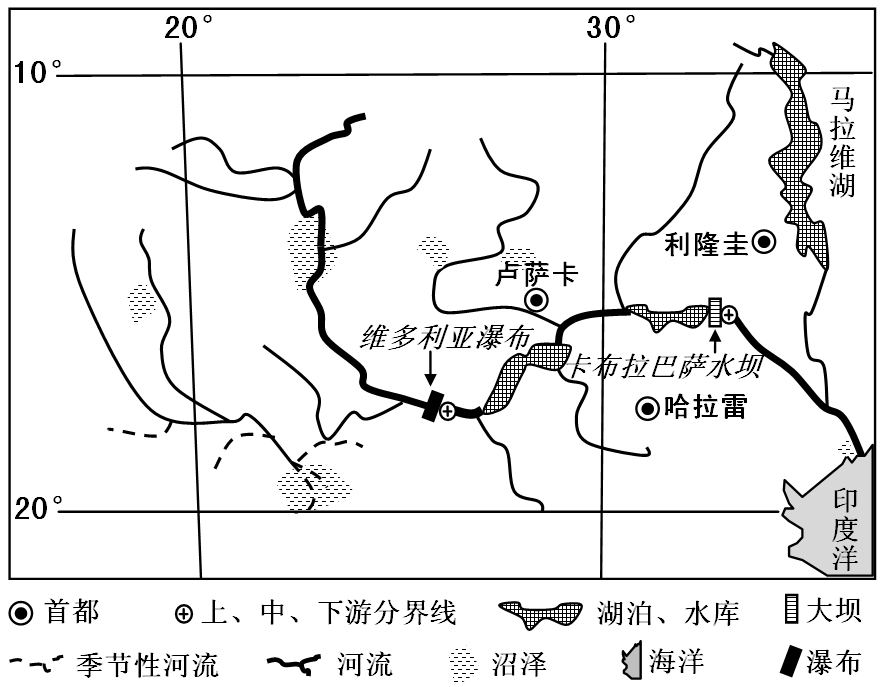 20°
30°
10°
马拉维湖
利隆圭
卢萨卡
维多利亚瀑布
卡布拉巴萨水坝
哈拉雷
20°
印度洋
首都
上、中、下游分界线
湖泊、水库
大坝
季节性河流
河流
沼泽
海洋
瀑布